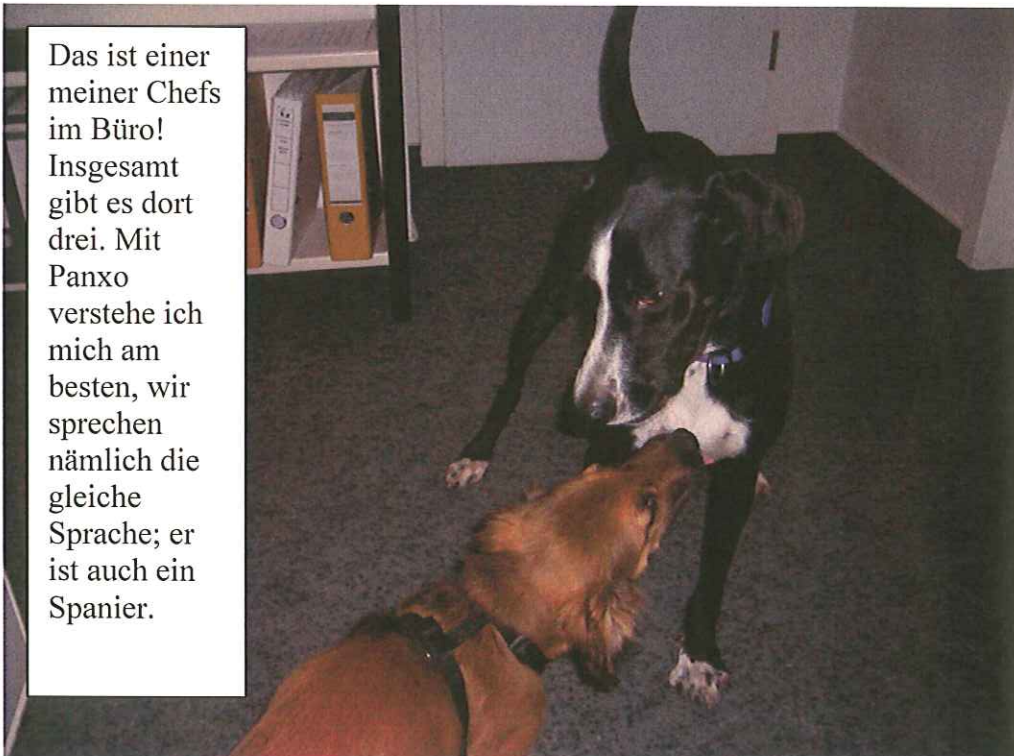 Das ist einer
meiner Chefs
im Büro!
Insgesamt
gibt es dort
drei. Mit
Panxo
verstehe ich
mich am
besten, wir
sprechen
nämlich die
gleiche
Sprache; er
ist auch ein
Spanier.